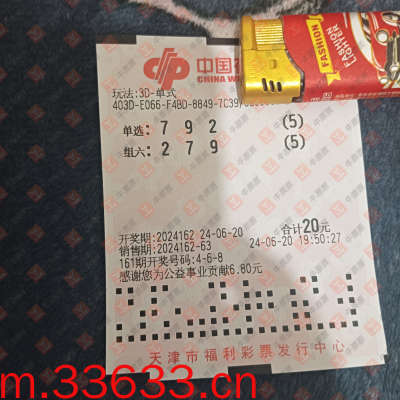 中国
CHINA W
玩法:3D-单式
403D-E066-F4BD-8849-7C39/
单选:7 9 2 (5)
组六:2 7 9 (5)
开奖期:2024162 24-06-20 合计20元
销售期:2024162-63 24-06-20 19:50:27
161期开奖号码:4-6-8
感谢您为公益事业贡献6.80元
天津市福利彩票发行中心
FASHION
FASHION
LIGHTER
m.33633.cn